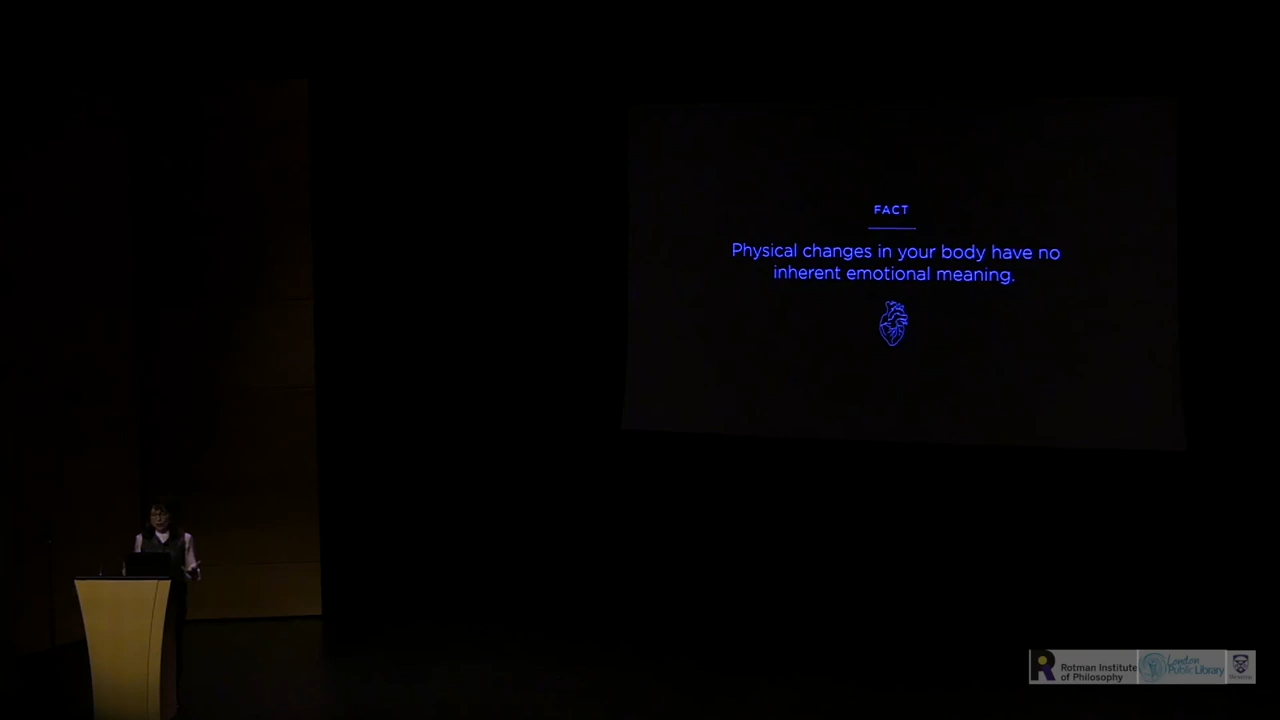 FACT
Physical changes in your body have no
inherent emotional meaning.
Rotman Institute
of Philosophy
London
Public Library